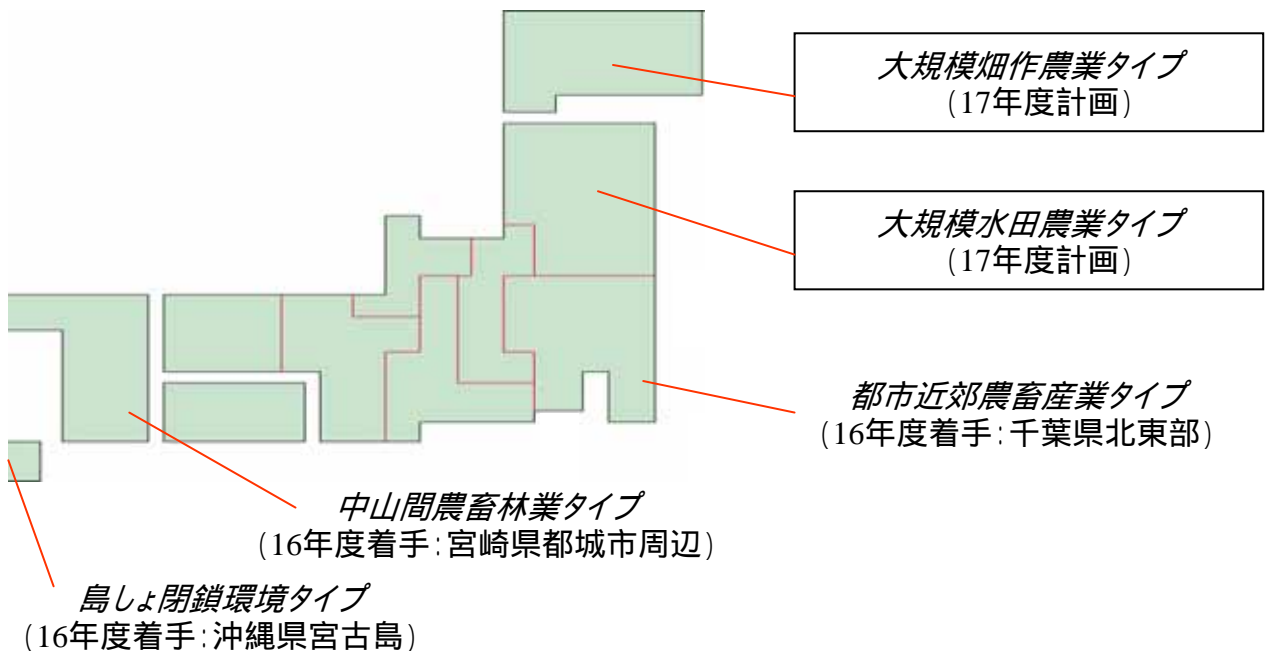 大規模畑作農業タイプ
(17年度計画)
大規模水田農業タイプ
(17年度計画)
都市近郊農畜産業タイプ
(16年度着手:千葉県北東部)
中山間農畜林業タイプ
(16年度着手:宮崎県都城市周辺)
島しょ閉鎖環境タイプ
(16年度着手:沖縄県宮古島)